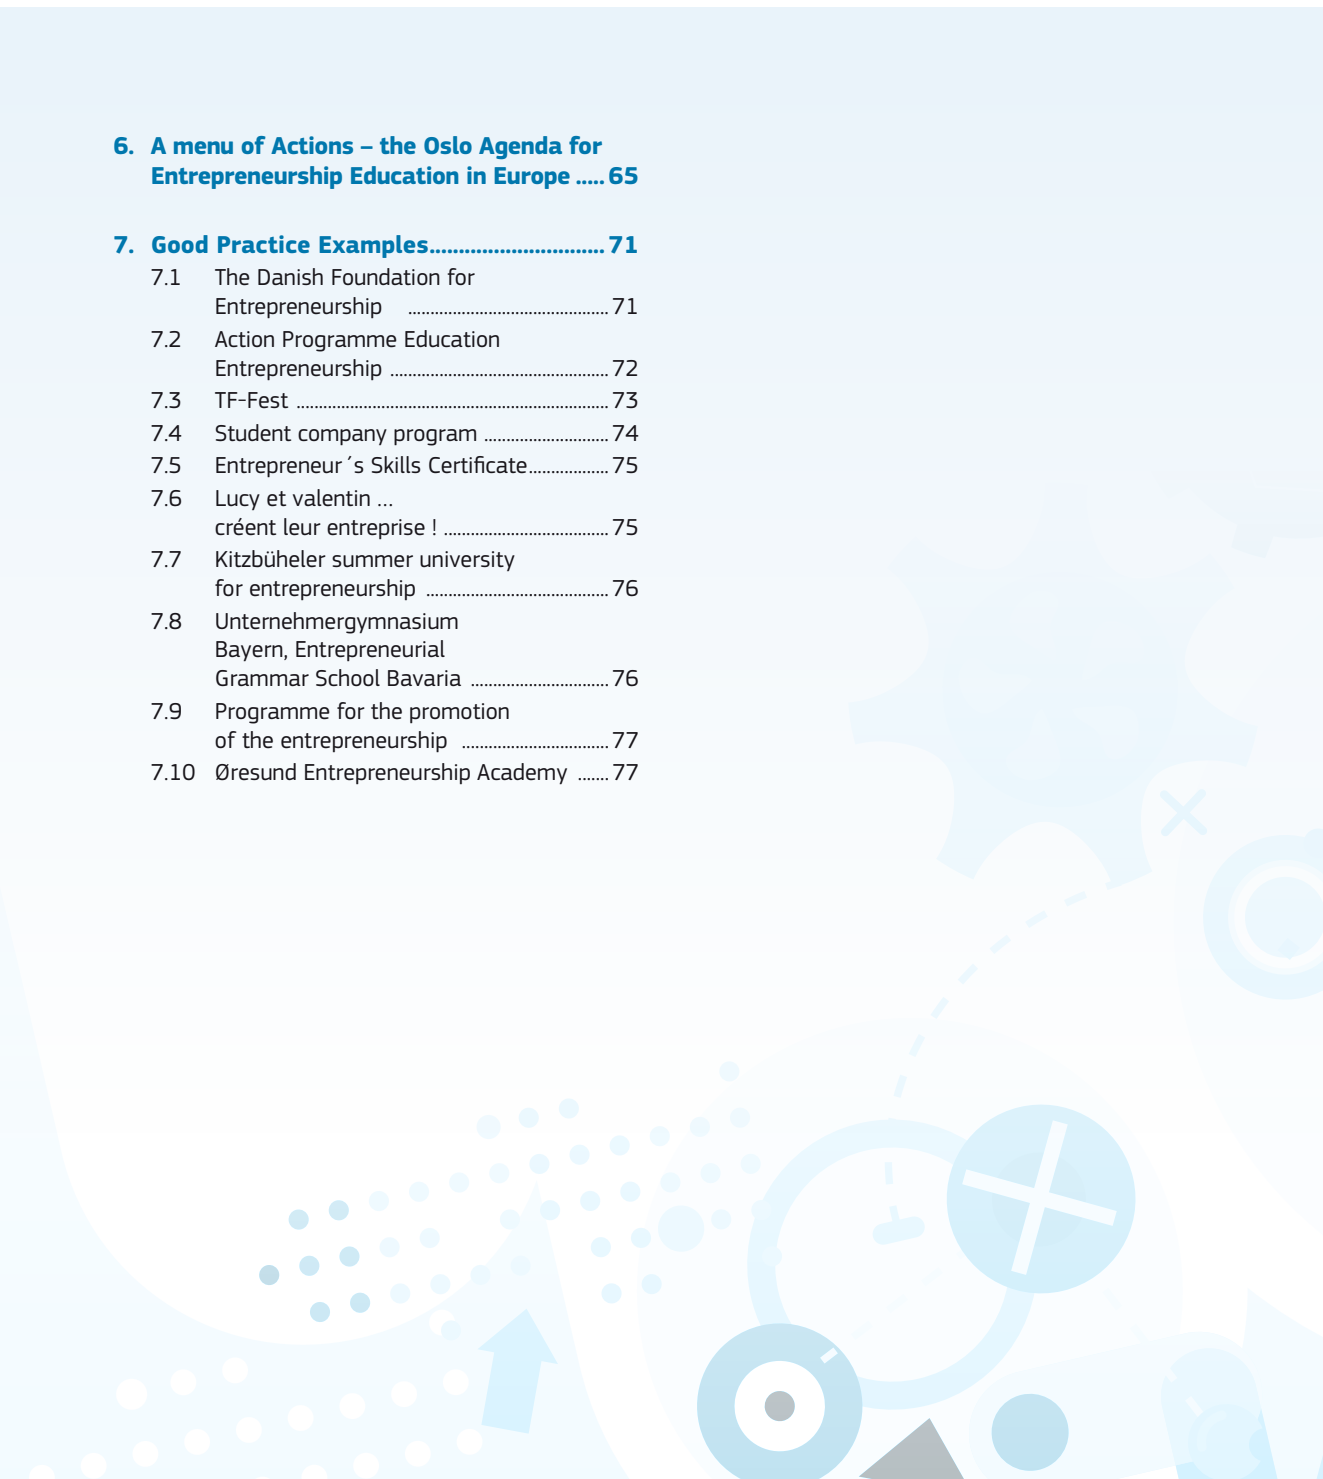 6. A menu of Actions – the Oslo Agenda for
Entrepreneurship Education in Europe ..... 65
7. Good Practice Examples.............................. 71
7.1 The Danish Foundation for
Entrepreneurship ............................................. 71
7.2 Action Programme Education
Entrepreneurship ................................................. 72
7.3 TF-Fest ...................................................................... 73
7.4 Student company program ............................ 74
7.5 Entrepreneur´s Skills Certificate.................. 75
7.6 Lucy et valentin ...
créent leur entreprise ! ..................................... 75
7.7 Kitzbüheler summer university
for entrepreneurship ......................................... 76
7.8 Unternehmergymnasium
Bayern, Entrepreneurial
Grammar School Bavaria ............................... 76
7.9 Programme for the promotion
of the entrepreneurship ................................. 77
7.10 Øresund Entrepreneurship Academy ....... 77